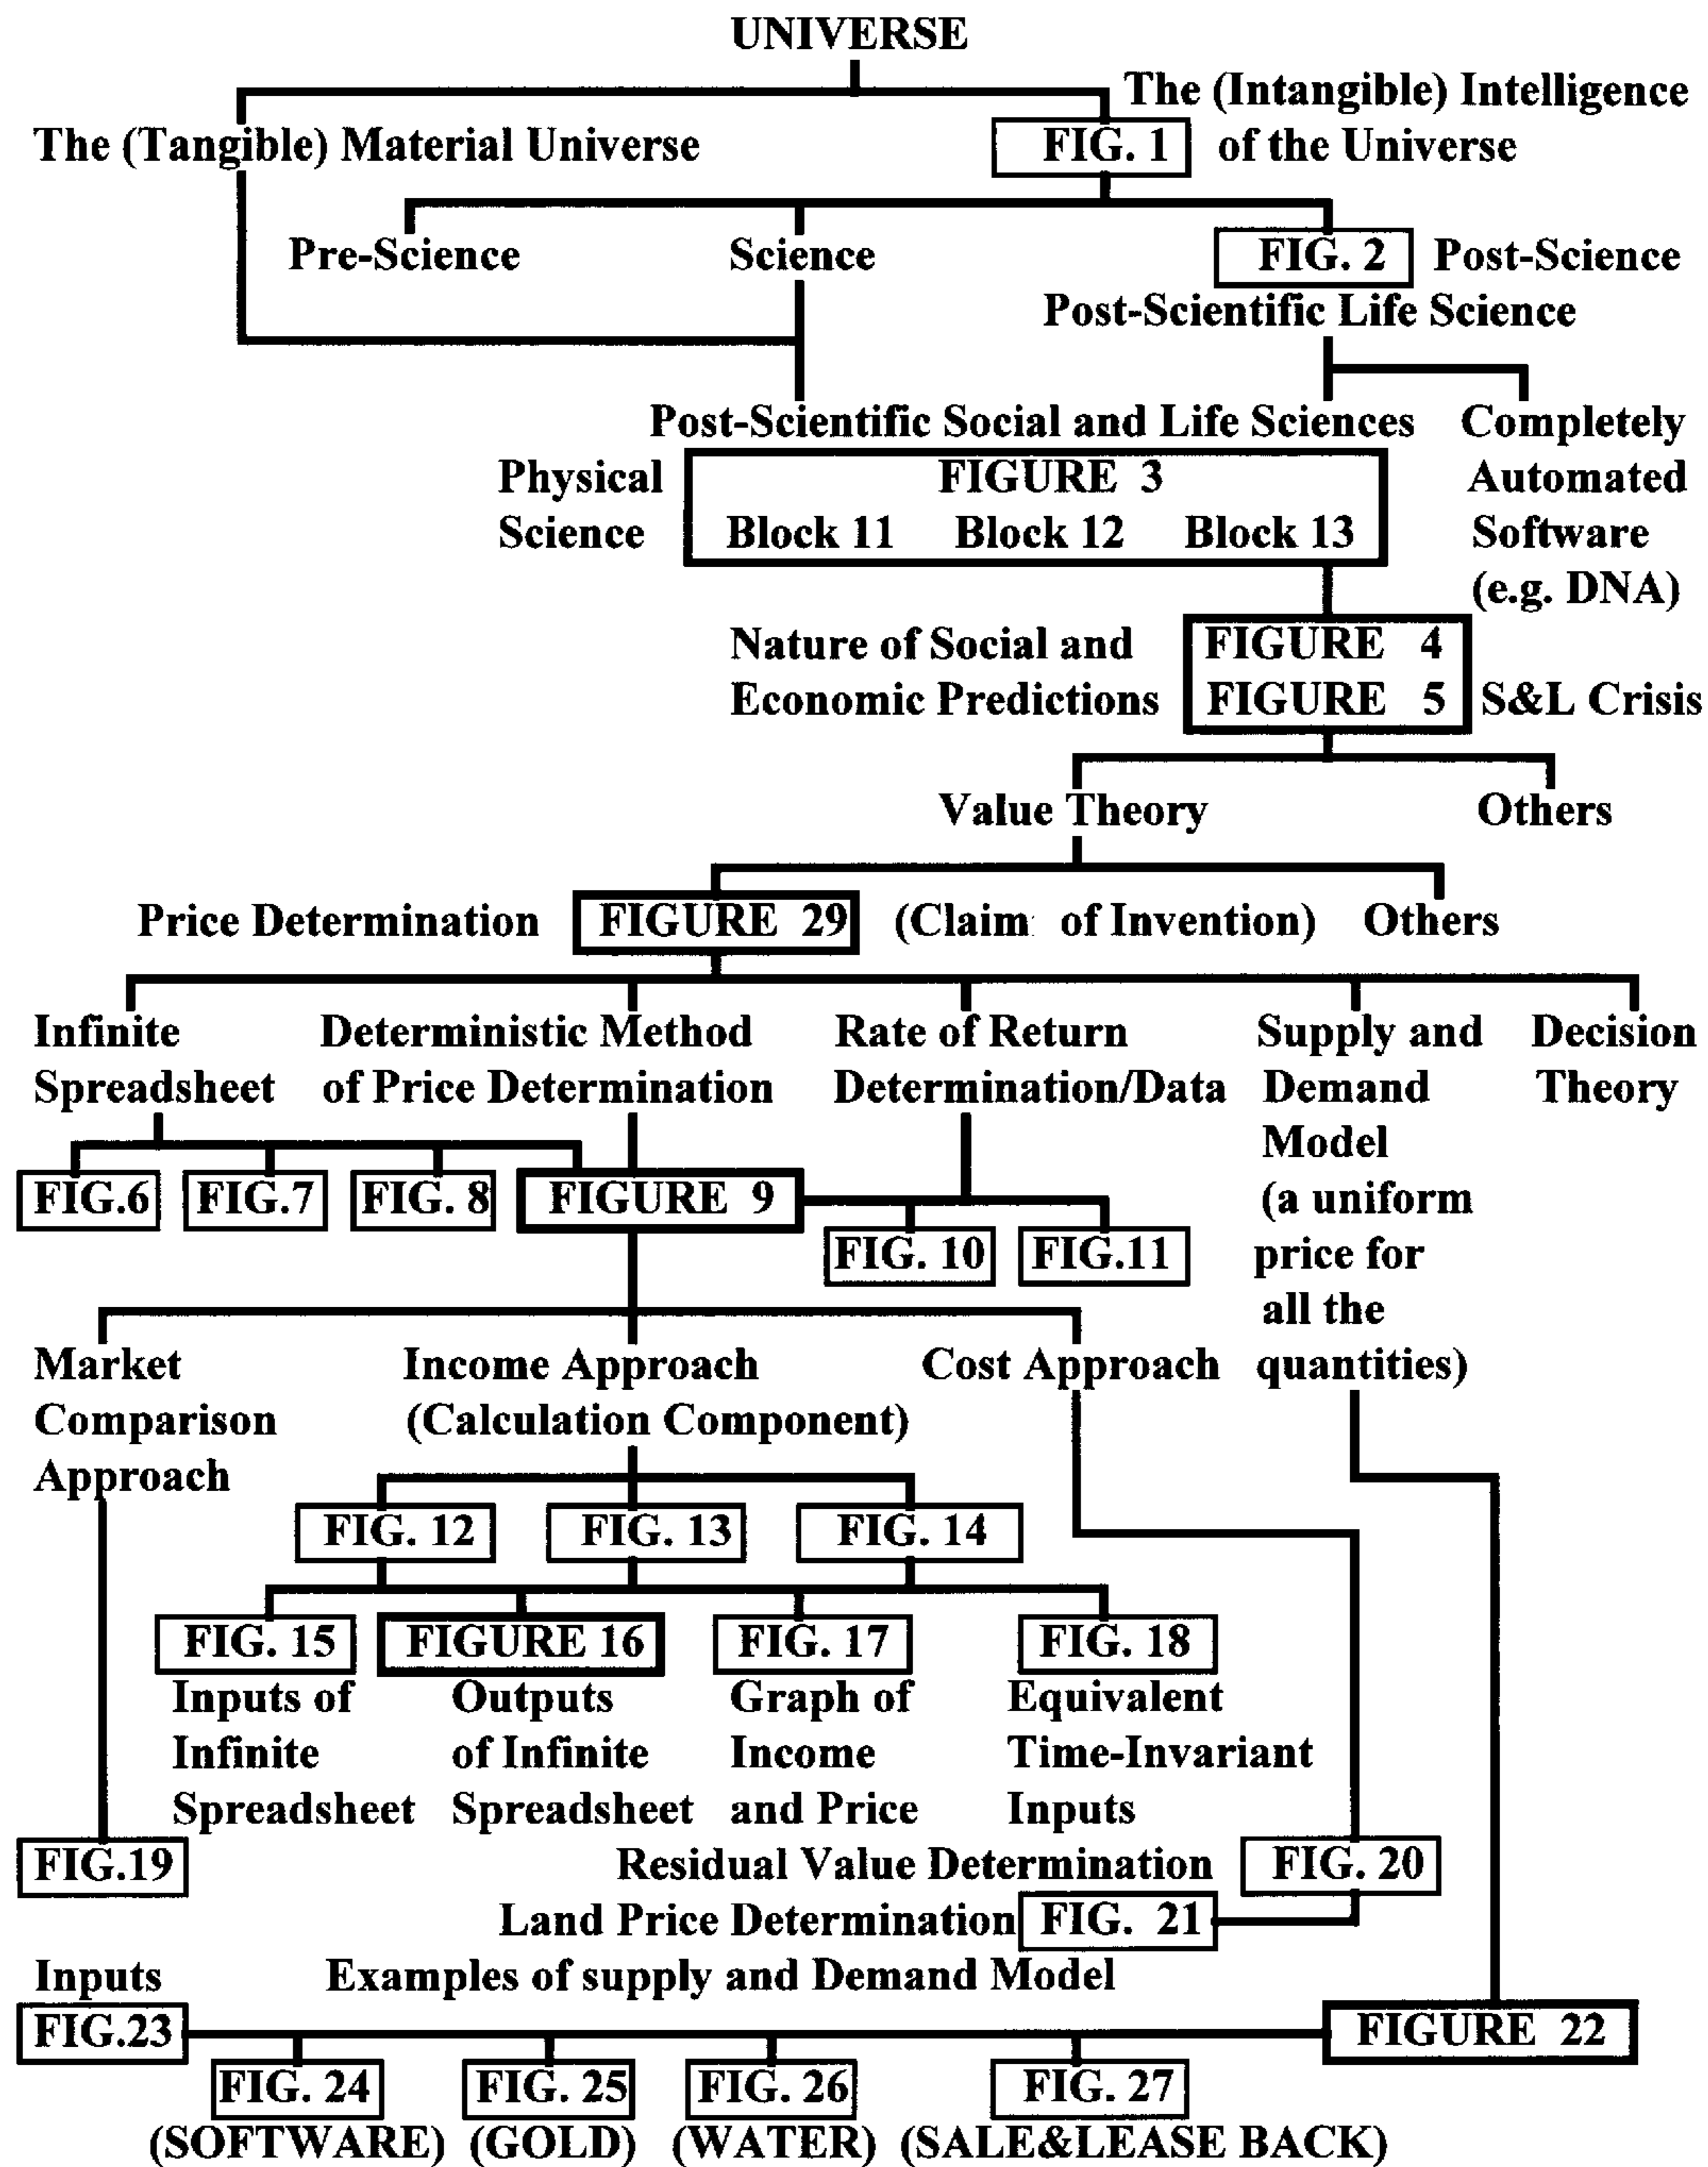 UNIVERSE
The (Intangible) Intelligence
The (Tangible) Material Universe FIG. 1 of the Universe
Pre-Science Science FIG. 2 Post-Science
Post-Scientific Life Science
Post-Scientific Social and Life Sciences Completely
Physical FIGURE 3 Automated
Science Block 11 Block 12 Block 13 Software
(e.g. DNA)
Nature of Social and FIGURE 4
Economic Predictions FIGURE 5 S&L Crisis
Value Theory Others
Price Determination FIGURE 29 (Claim of Invention) Others
Infinite Deterministic Method Rate of Return Supply and Decision
Spreadsheet of Price Determination Determination/Data Demand Theory
Model
FIG.6 FIG.7 FIG. 8 FIGURE 9 (a uniform
FIG. 10 FIG.11 price for
all the
Market Income Approach Cost Approach quantities)
Comparison (Calculation Component)
Approach
FIG. 12 FIG. 13 FIG. 14
FIG. 15 FIGURE 16 FIG. 17 FIG. 18
Inputs of Outputs Graph of Equivalent
Infinite of Infinite Income Time-Invariant
Spreadsheet Spreadsheet and Price Inputs
FIG.19 Residual Value Determination FIG. 20
Land Price Determination FIG. 21
Inputs Examples of supply and Demand Model
FIG.23 FIGURE 22
FIG. 24 FIG. 25 FIG. 26 FIG. 27
(SOFTWARE) (GOLD) (WATER) (SALE&LEASE BACK)